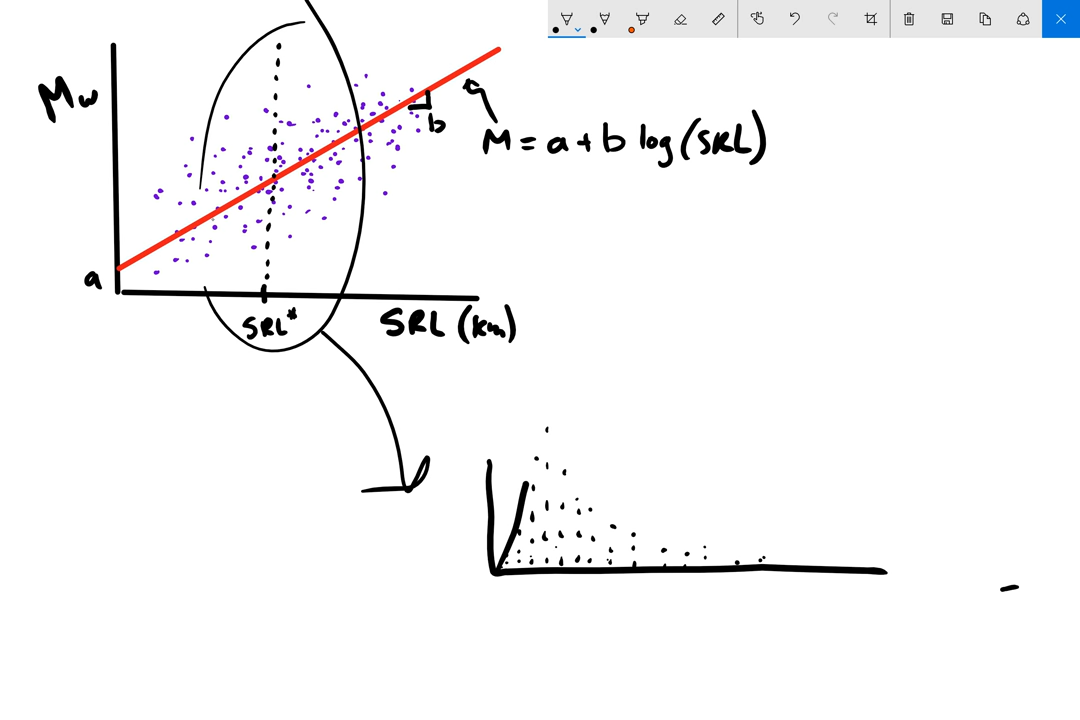 Mw
b
M = a + b log(SRL)
a
SRL*
SRL (km)